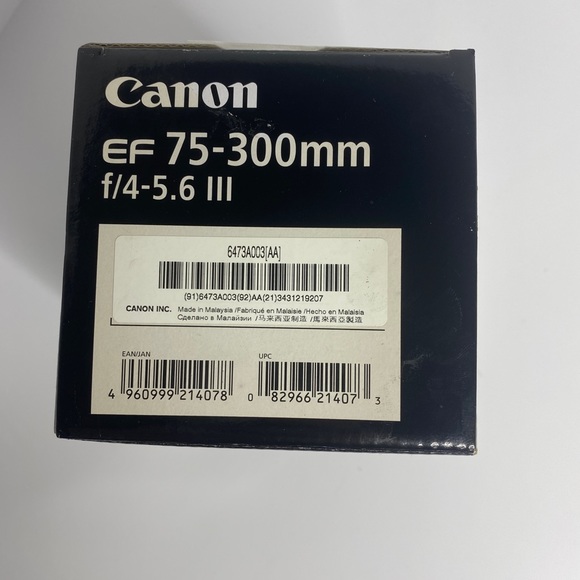 Canon
EF 75-300mm
f/4-5.6 III
6473A003[AA]
(91)6473A003(92)AA(21)3431219207
CANON INC. Made in Malaysia /Fabriqué en Malaisie /Hecho en Malaisia
Сделано в Малайзии /马来西亚制造 /馬來西亞製造
EAN/JAN
4 960999 214078
UPC
0 82966 21407 3